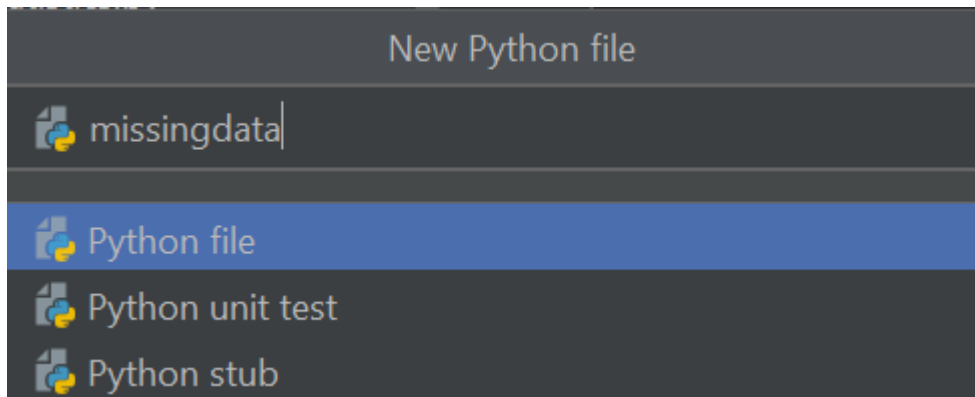 New Python file
missingdata
Python file
Python unit test
Python stub